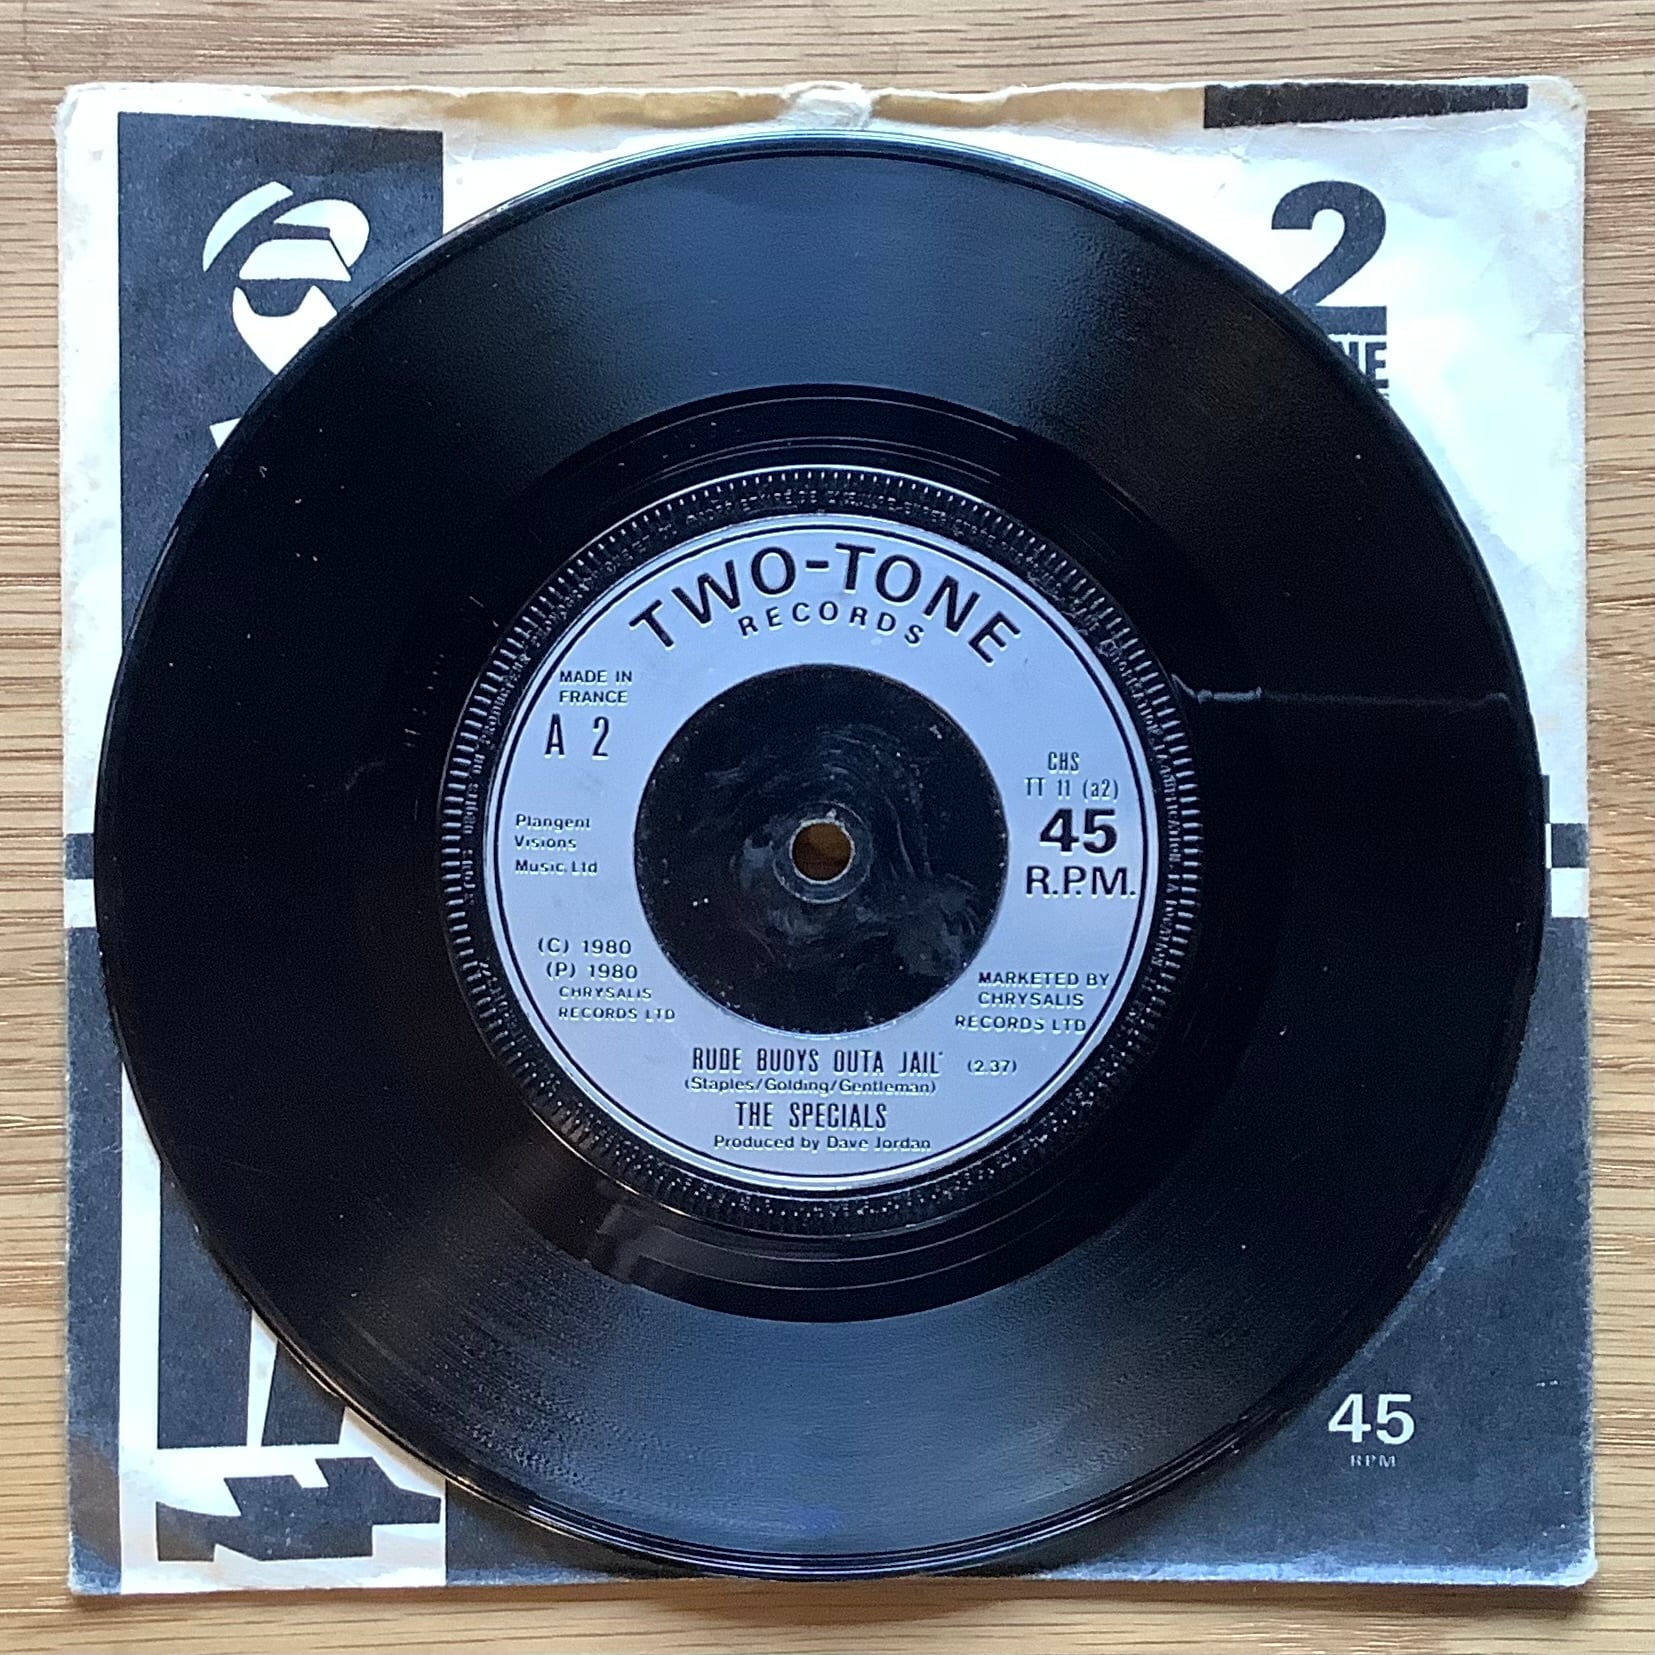 2
TWO-TONE
RECORDS
MADE IN
FRANCE
A 2
CHS
TT 11 (a2)
45
R.P.M.
Plangent
Visions
Music Ltd
(C) 1980
(P) 1980
CHRYSALIS
RECORDS LTD
MARKETED BY
CHRYSALIS
RECORDS LTD
RUDE BUOYS OUTA JAIL (2.37)
(Staples/Golding/Gentleman)
THE SPECIALS
Produced by Dave Jordan
45
RPM